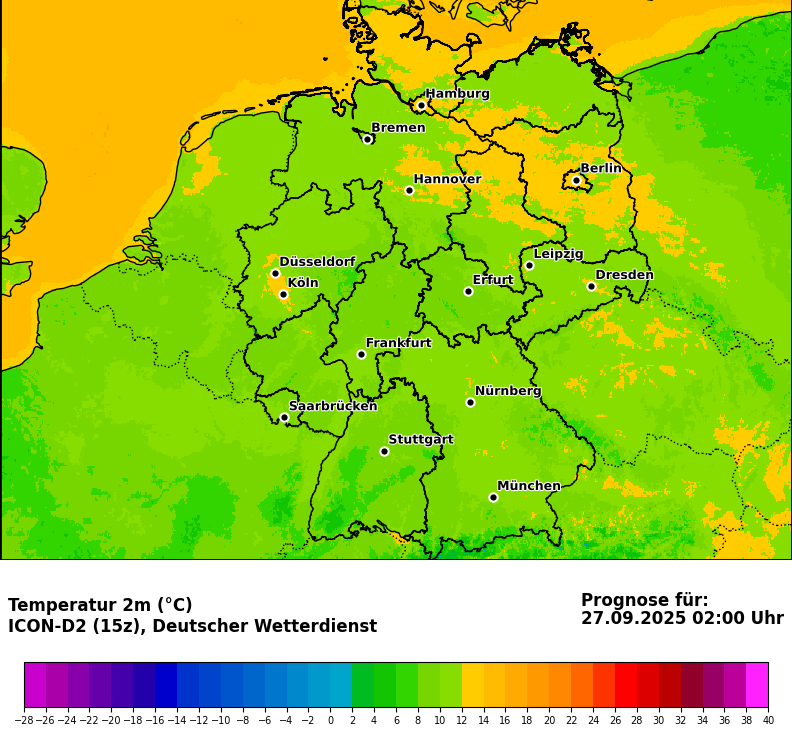 Hamburg
Bremen
Berlin
Hannover
Leipzig
Düsseldorf
Dresden
Köln
Erfurt
Frankfurt
Nürnberg
Saarbrücken
Stuttgart
München
Temperatur 2m (°C)
ICON-D2 (15z), Deutscher Wetterdienst
Prognose für:
27.09.2025 02:00 Uhr
−28 −26 −24 −22 −20 −18 −16 −14 −12 −10 −8 −6 −4 −2 0 2 4 6 8 10 12 14 16 18 20 22 24 26 28 30 32 34 36 38 40